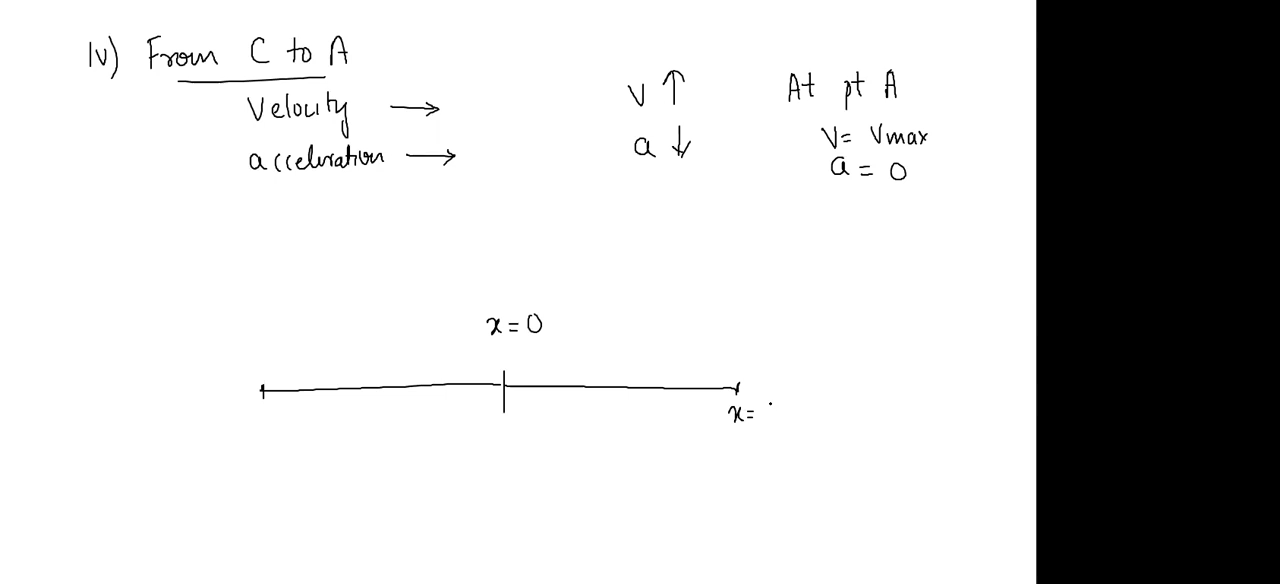 IV) From C to A
Velocity → V ↑ At pt A
V = Vmax
acceleration → a ↓
a = 0
x = 0
x =